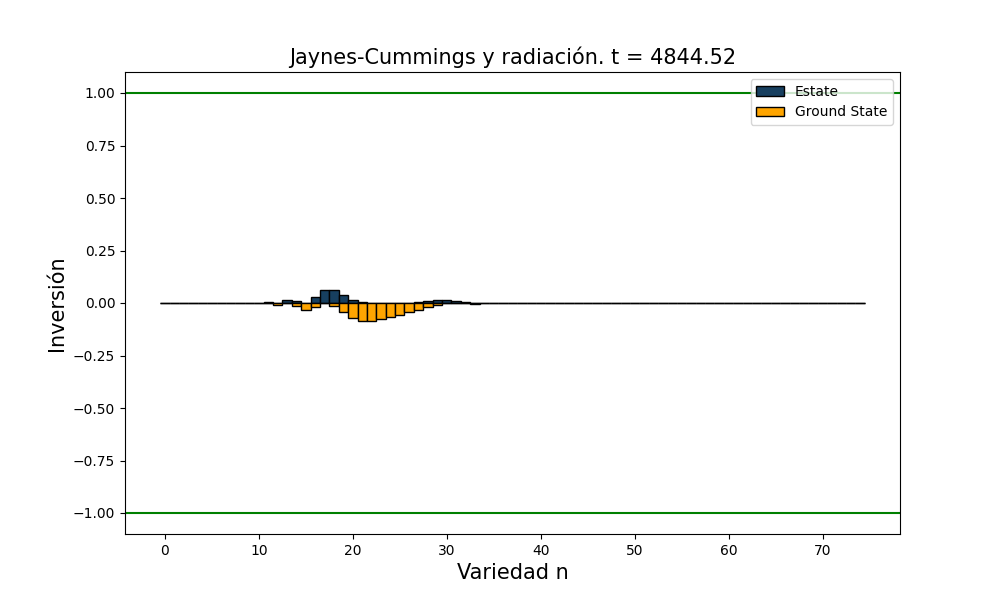 Jaynes-Cummings y radiación. t = 4844.52
Estate
Ground State
1.00
0.75
0.50
0.25
0.00
−0.25
−0.50
−0.75
−1.00
Inversión
0 10 20 30 40 50 60 70
Variedad n